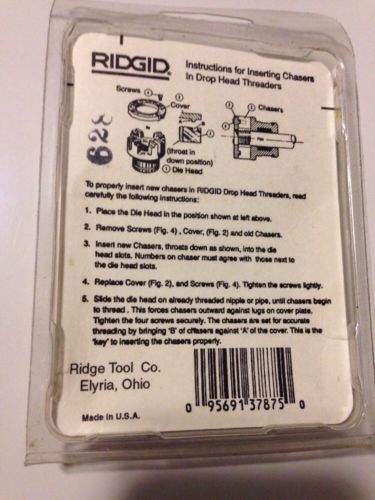 RIDGID®
Instructions for Inserting Chasers
in Drop Head Threaders
Screws
Cover
Chasers
(throat in
down position)
Die Head
628
To properly insert new chasers in RIDGID Drop Head Threaders, read
carefully the following instructions:
1. Place the Die Head in the position shown at left above.
2. Remove Screws (Fig. 4), Cover, (Fig. 2) and old Chasers.
3. Insert new Chasers, throats down as shown, into the die
head slots. Numbers on chaser must agree with those next to
the die head slots.
4. Replace Cover (Fig. 2), and Screws (Fig. 4). Tighten the screws lightly.
5. Slide the die head on already threaded nipple or pipe, until chasers begin
to thread. This forces chasers outward against lugs on cover plate.
Tighten the four screws securely. The chasers are set for accurate
threading by bringing 'B' of chasers against 'A' of the cover. This is the
'key' to inserting the chasers properly.
Ridge Tool Co.
Elyria, Ohio
Made in U.S.A.
0 95691 37875 0